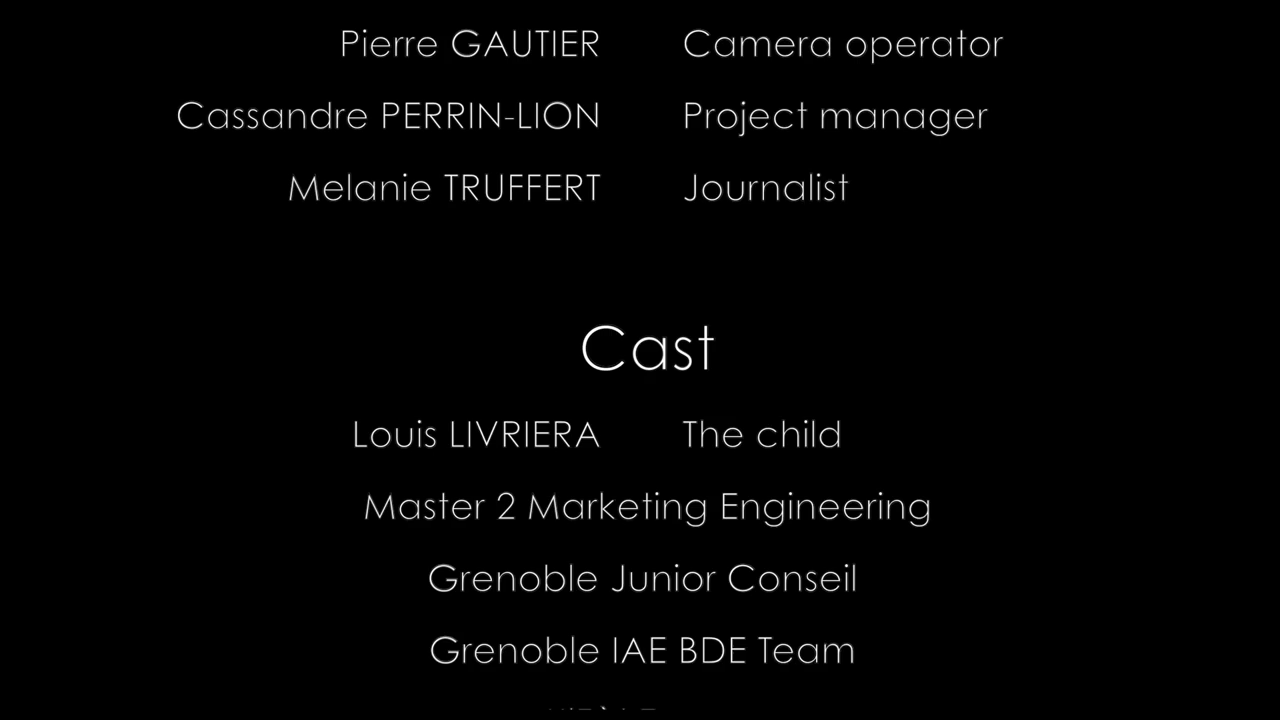 Pierre GAUTIER Camera operator
Cassandre PERRIN-LION Project manager
Melanie TRUFFERT Journalist
Cast
Louis LIVRIERA The child
Master 2 Marketing Engineering
Grenoble Junior Conseil
Grenoble IAE BDE Team